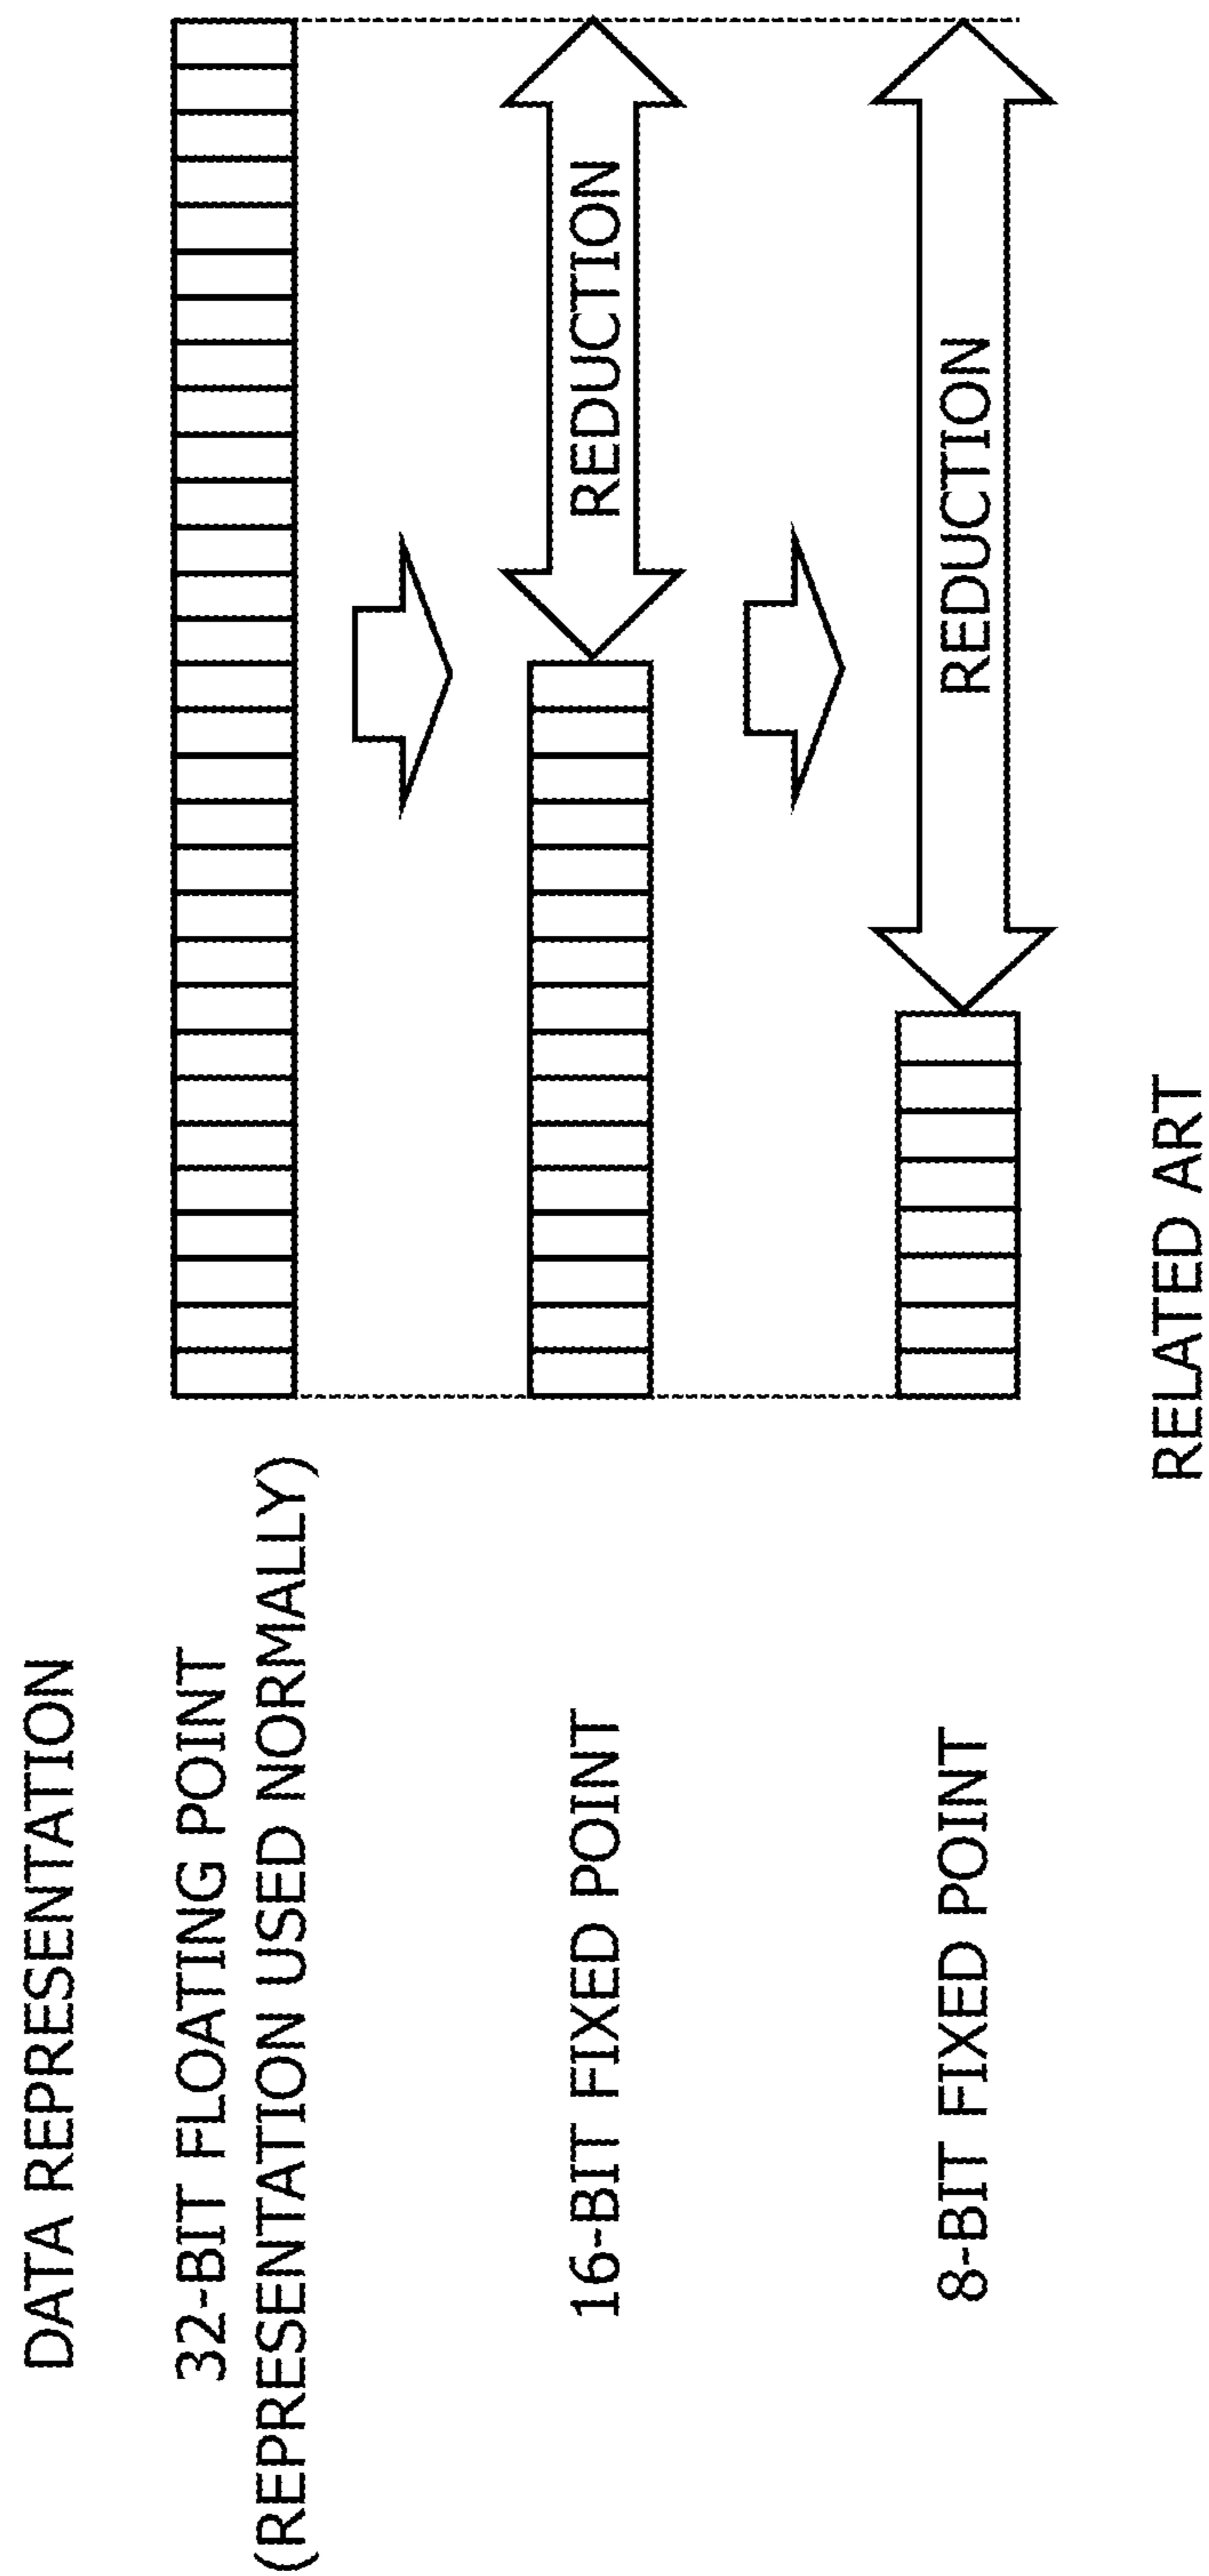 DATA REPRESENTATION
32-BIT FLOATING POINT
(REPRESENTATION USED NORMALLY)
16-BIT FIXED POINT
REDUCTION
8-BIT FIXED POINT
REDUCTION
RELATED ART